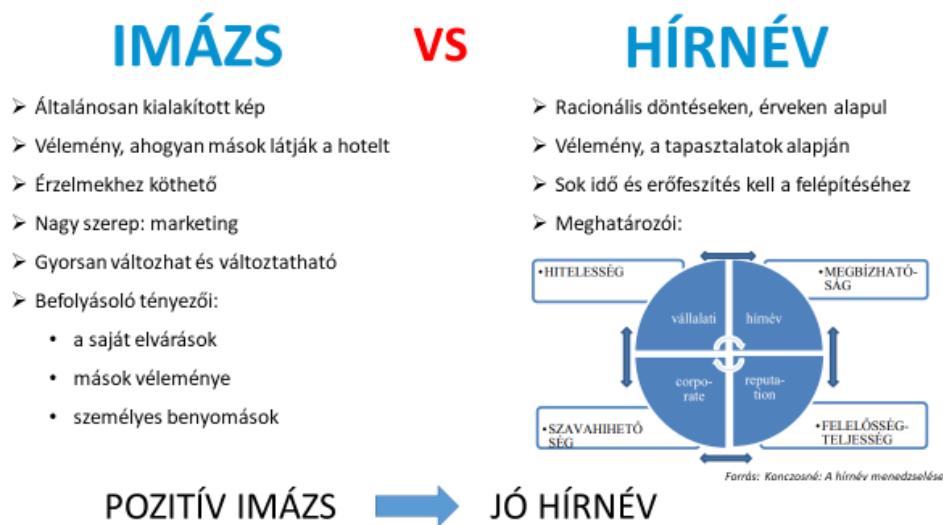 IMÁZS VS HÍRNÉV
➢ Általánosan kialakított kép
➢ Vélemény, ahogyan mások látják a hotelt
➢ Érzelmekhez köthető
➢ Nagy szerep: marketing
➢ Gyorsan változhat és változtatható
➢ Befolyásoló tényezői:
• a saját elvárások
• mások véleménye
• személyes benyomások
➢ Racionális döntéseken, érveken alapul
➢ Vélemény, a tapasztalatok alapján
➢ Sok idő és erőfeszítés kell a felépítéséhez
➢ Meghatározói:
•HITELESSÉG
•MEGBÍZHATÓ-
SÁG
vállalati
hírnév
corpo-
rate
reputa-
tion
•SZAVAHIHETŐ
SÉG
•FELELŐSSÉG-
TELJESSÉG
Forrás: Konczosné: A hírnév menedzselése
POZITÍV IMÁZS JÓ HÍRNÉV